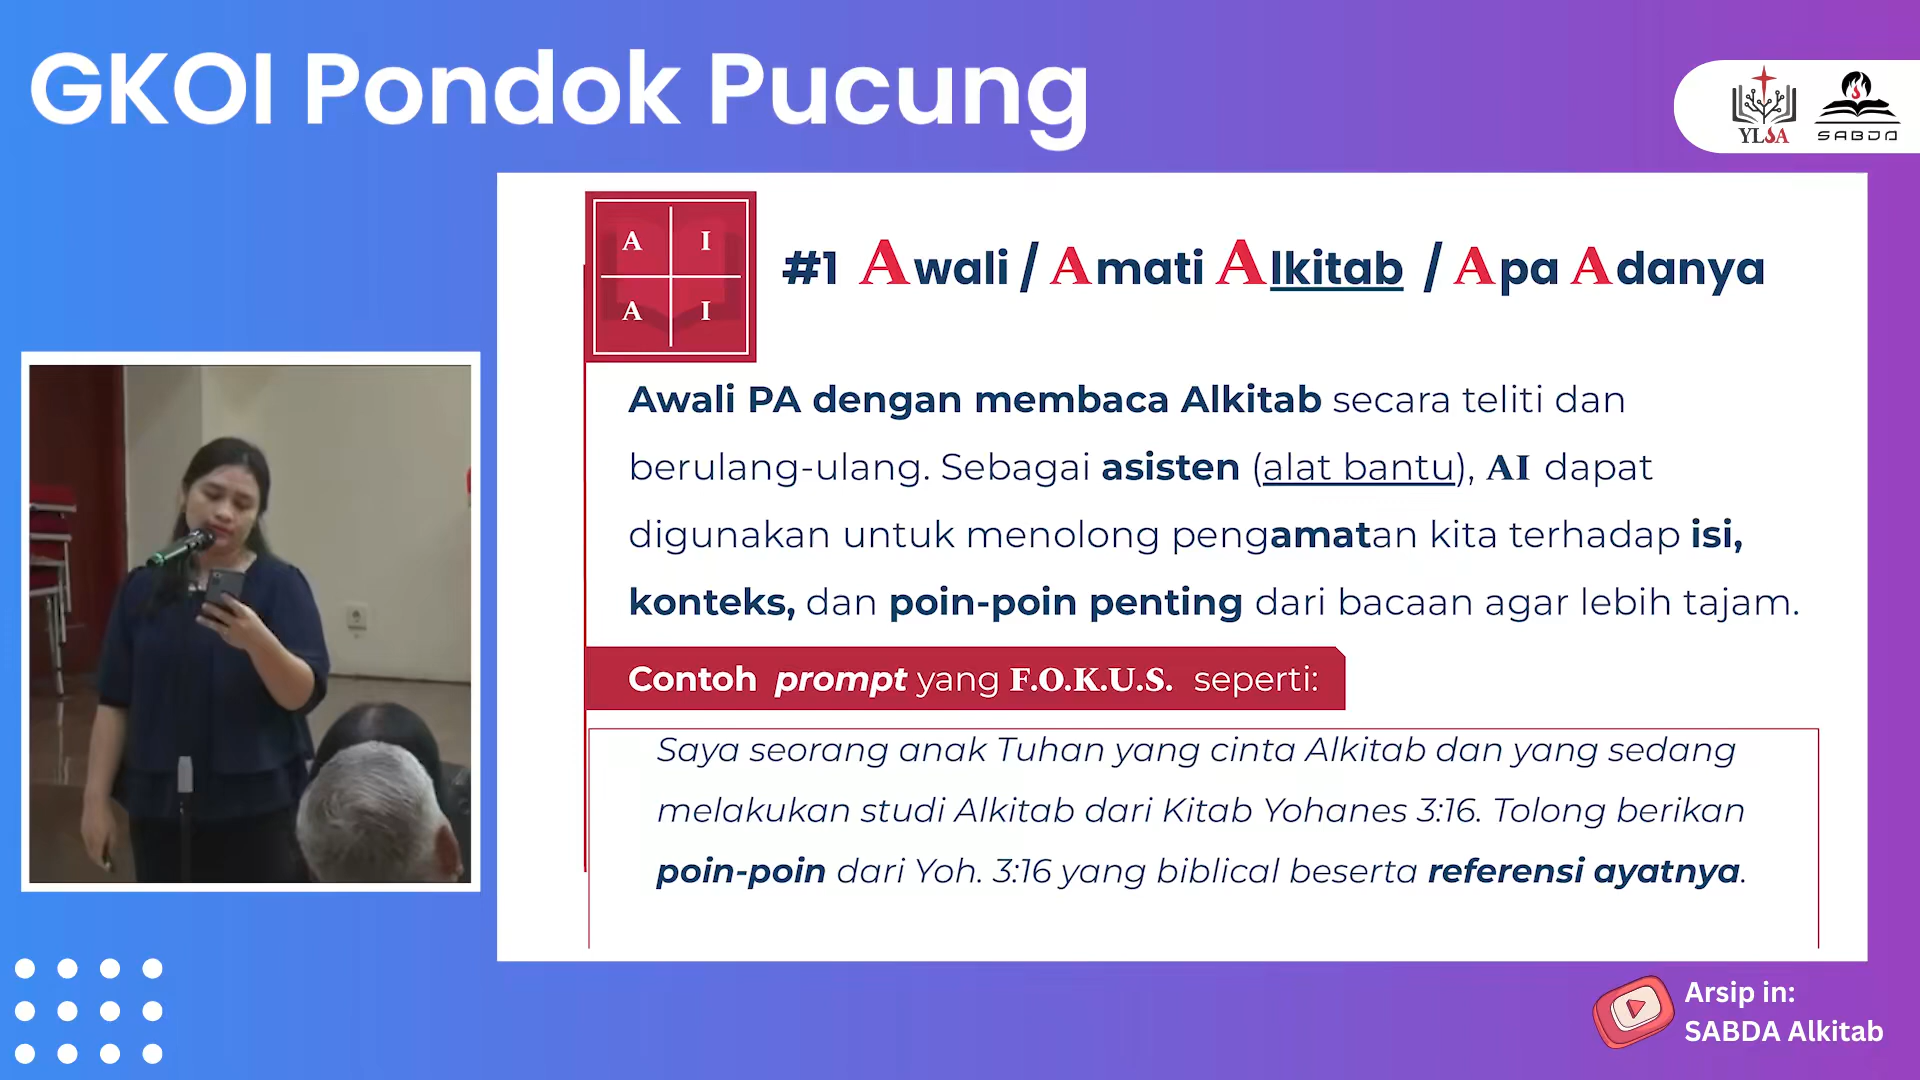 GKOI Pondok Pucung
YLSA
SABDA
A I
A I
#1 Awali / Amati Alkitab / Apa Adanya
Awali PA dengan membaca Alkitab secara teliti dan
berulang-ulang. Sebagai asisten (alat bantu), AI dapat
digunakan untuk menolong pengamatan kita terhadap isi,
konteks, dan poin-poin penting dari bacaan agar lebih tajam.
Contoh prompt yang F.O.K.U.S. seperti:
Saya seorang anak Tuhan yang cinta Alkitab dan yang sedang
melakukan studi Alkitab dari Kitab Yohanes 3:16. Tolong berikan
poin-poin dari Yoh. 3:16 yang biblical beserta referensi ayatnya.
Arsip in:
SABDA Alkitab